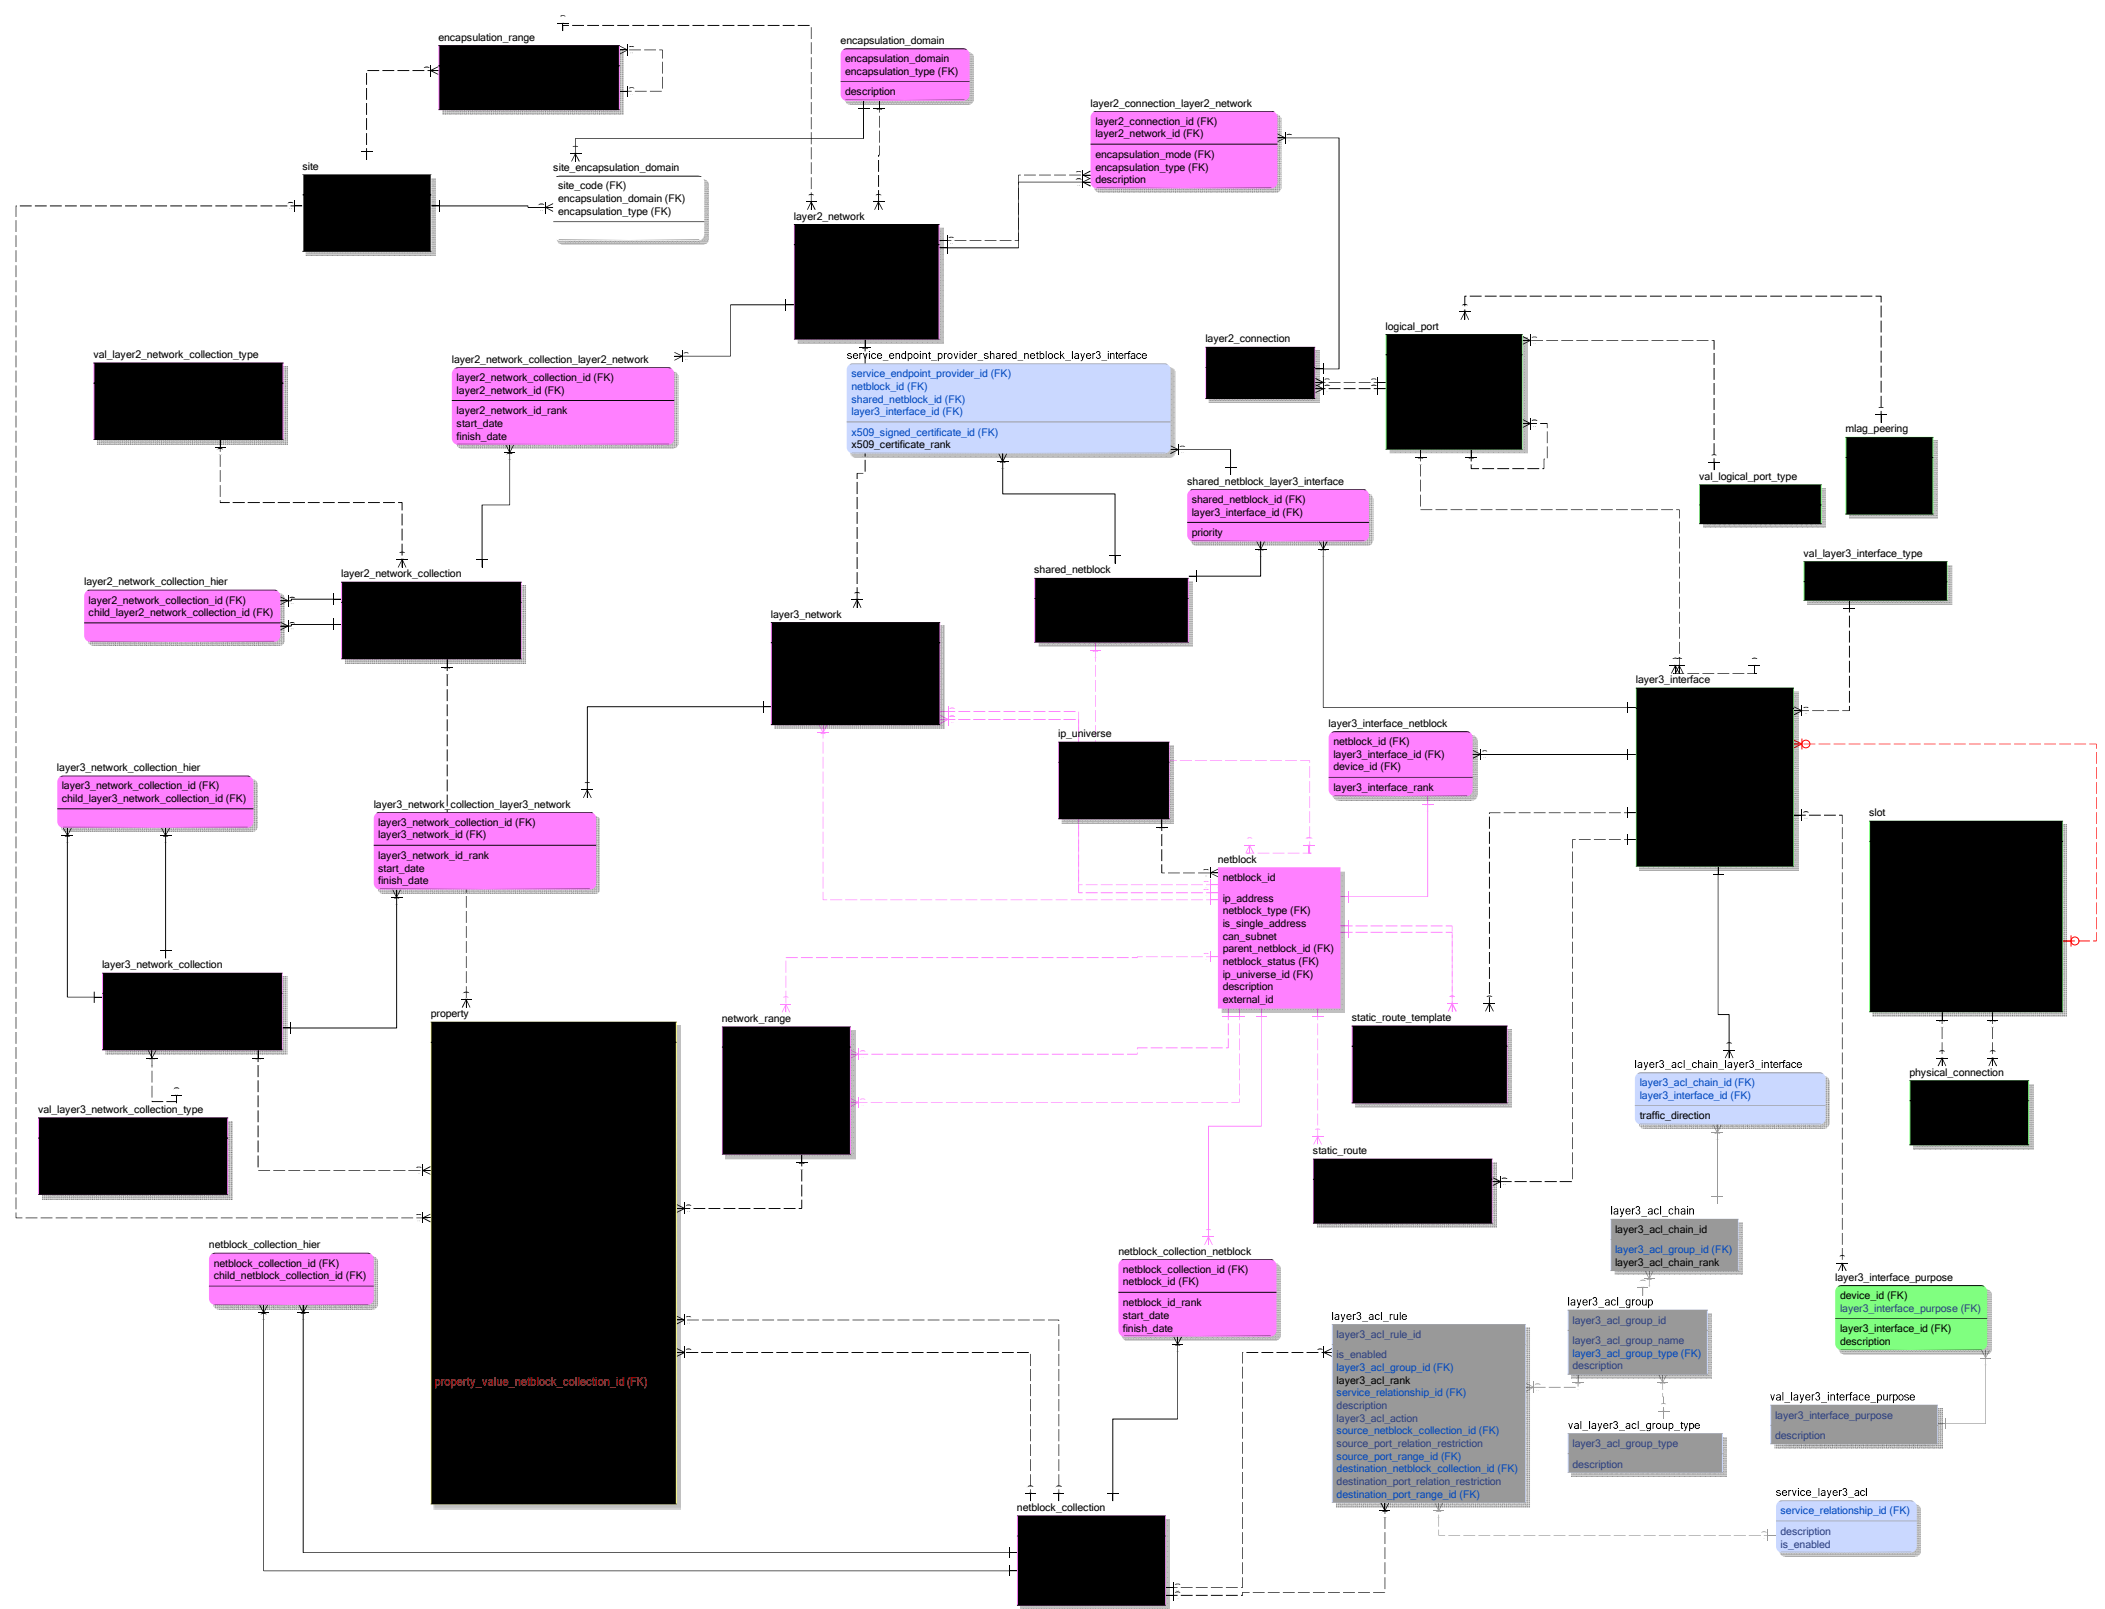 encapsulation_range
encapsulation_domain
encapsulation_domain
encapsulation_type (FK)
description
layer2_connection_layer2_network
layer2_connection_id (FK)
layer2_network_id (FK)
encapsulation_mode (FK)
encapsulation_type (FK)
description
site
site_encapsulation_domain
site_code (FK)
encapsulation_domain (FK)
encapsulation_type (FK)
layer2_network
logical_port
layer2_connection
val_layer2_network_collection_type
layer2_network_collection_layer2_network
layer2_network_collection_id (FK)
layer2_network_id (FK)
layer2_network_id_rank
start_date
finish_date
service_endpoint_provider_shared_netblock_layer3_interface
service_endpoint_provider_id (FK)
netblock_id (FK)
shared_netblock_id (FK)
layer3_interface_id (FK)
x509_signed_certificate_id (FK)
x509_certificate_rank
mlag_peering
val_logical_port_type
shared_netblock_layer3_interface
shared_netblock_id (FK)
layer3_interface_id (FK)
priority
val_layer3_interface_type
layer2_network_collection_hier
layer2_network_collection_id (FK)
child_layer2_network_collection_id (FK)
layer2_network_collection
shared_netblock
layer3_network
layer3_interface
ip_universe
layer3_interface_netblock
netblock_id (FK)
layer3_interface_id (FK)
device_id (FK)
layer3_interface_rank
layer3_network_collection_hier
layer3_network_collection_id (FK)
child_layer3_network_collection_id (FK)
layer3_network_collection_layer3_network
layer3_network_collection_id (FK)
layer3_network_id (FK)
layer3_network_id_rank
start_date
finish_date
slot
netblock
netblock_id
ip_address
netblock_type (FK)
is_single_address
can_subnet
parent_netblock_id (FK)
netblock_status (FK)
ip_universe_id (FK)
description
external_id
layer3_network_collection
property
network_range
static_route_template
layer3_acl_chain_layer3_interface
layer3_acl_chain_id (FK)
layer3_interface_id (FK)
traffic_direction
physical_connection
val_layer3_network_collection_type
static_route
layer3_acl_chain
layer3_acl_chain_id
layer3_acl_group_id (FK)
layer3_acl_chain_rank
netblock_collection_hier
netblock_collection_id (FK)
child_netblock_collection_id (FK)
netblock_collection_netblock
netblock_collection_id (FK)
netblock_id (FK)
netblock_id_rank
start_date
finish_date
layer3_interface_purpose
device_id (FK)
layer3_interface_purpose (FK)
layer3_interface_id (FK)
description
layer3_acl_group
layer3_acl_group_id
layer3_acl_group_name
layer3_acl_group_type (FK)
description
layer3_acl_rule
layer3_acl_rule_id
is_enabled
layer3_acl_group_id (FK)
layer3_acl_rank
service_relationship_id (FK)
description
layer3_acl_action
source_netblock_collection_id (FK)
source_port_relation_restriction
source_port_range_id (FK)
destination_netblock_collection_id (FK)
destination_port_relation_restriction
destination_port_range_id (FK)
property_value_netblock_collection_id (FK)
val_layer3_interface_purpose
layer3_interface_purpose
description
val_layer3_acl_group_type
layer3_acl_group_type
description
service_layer3_acl
service_relationship_id (FK)
description
is_enabled
netblock_collection